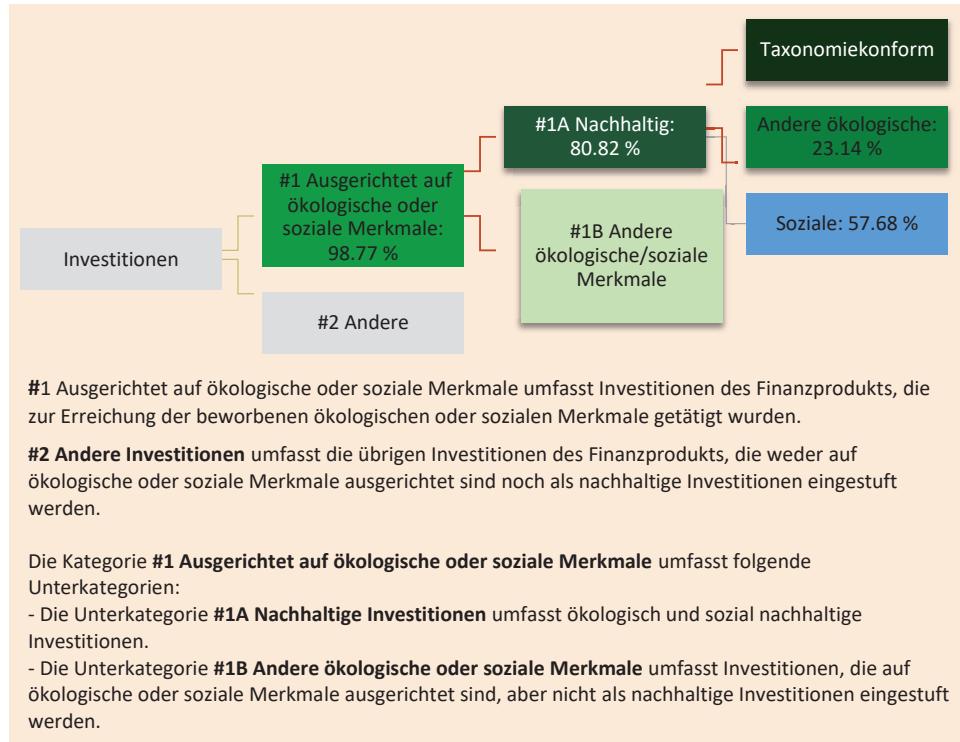 Taxonomiekonform
#1A Nachhaltig:
80.82 %
Andere ökologische:
23.14 %
#1 Ausgerichtet auf
ökologische oder
soziale Merkmale:
98.77 %
#1B Andere
ökologische/soziale
Merkmale
Soziale: 57.68 %
Investitionen
#2 Andere
#1 Ausgerichtet auf ökologische oder soziale Merkmale umfasst Investitionen des Finanzprodukts, die
zur Erreichung der beworbenen ökologischen oder sozialen Merkmale getätigt wurden.
#2 Andere Investitionen umfasst die übrigen Investitionen des Finanzprodukts, die weder auf
ökologische oder soziale Merkmale ausgerichtet sind noch als nachhaltige Investitionen eingestuft
werden.
Die Kategorie #1 Ausgerichtet auf ökologische oder soziale Merkmale umfasst folgende
Unterkategorien:
- Die Unterkategorie #1A Nachhaltige Investitionen umfasst ökologisch und sozial nachhaltige
Investitionen.
- Die Unterkategorie #1B Andere ökologische oder soziale Merkmale umfasst Investitionen, die auf
ökologische oder soziale Merkmale ausgerichtet sind, aber nicht als nachhaltige Investitionen eingestuft
werden.